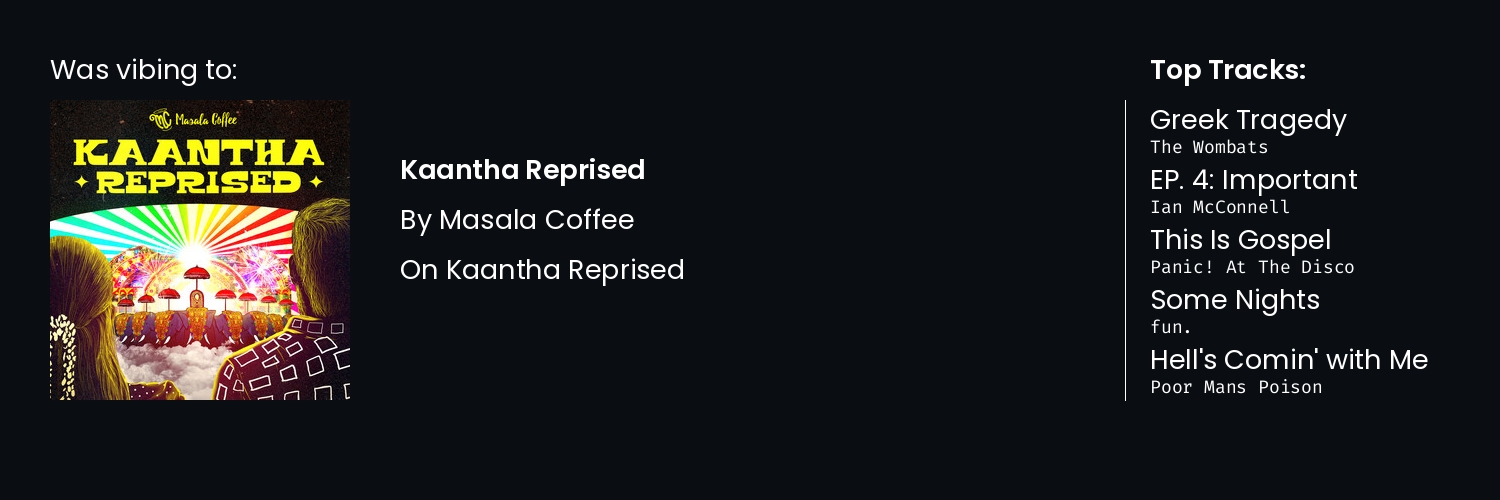 Was vibing to:
Masala Coffee
KAANTHA
REPRISED
Kaantha Reprised
By Masala Coffee
On Kaantha Reprised
Top Tracks:
Greek Tragedy
The Wombats
EP. 4: Important
Ian McConnell
This Is Gospel
Panic! At The Disco
Some Nights
fun.
Hell's Comin' with Me
Poor Mans Poison